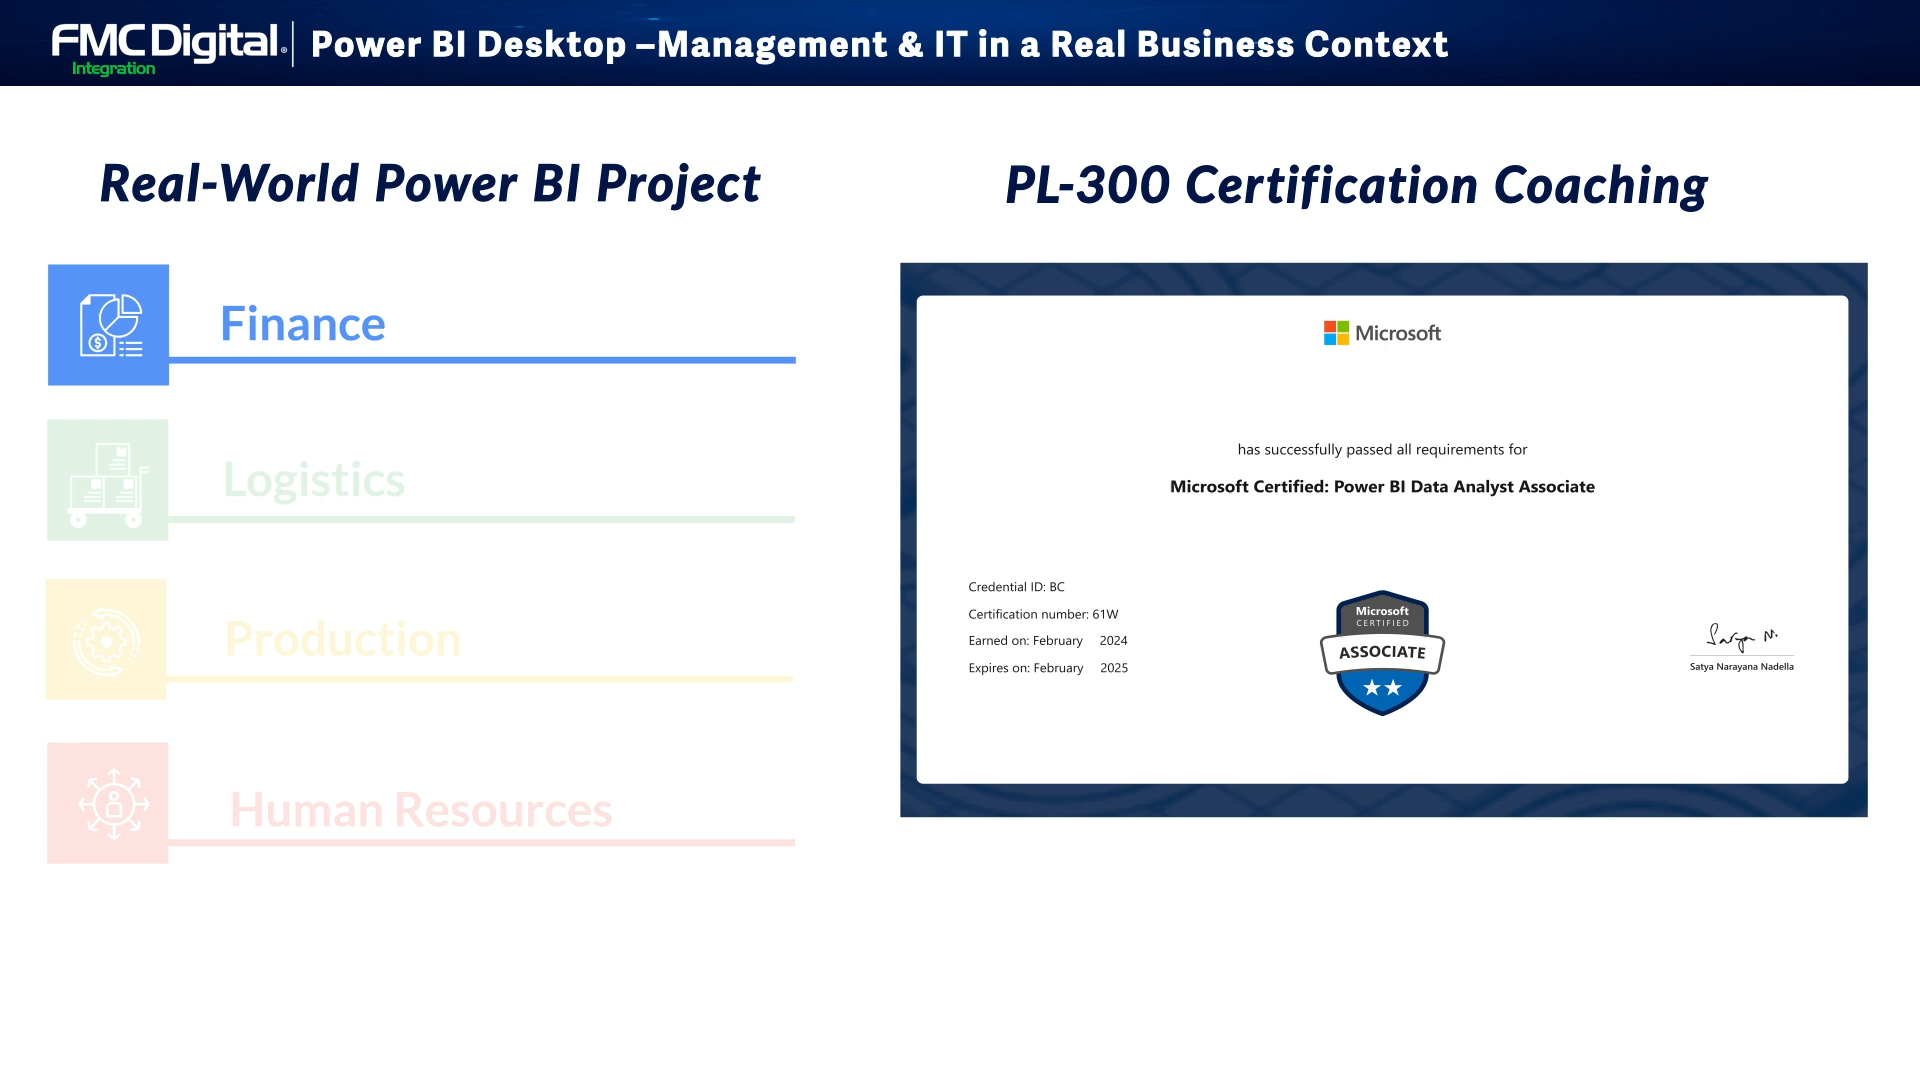 FMC Digital®
Integration
Power BI Desktop –Management & IT in a Real Business Context
Real-World Power BI Project
Finance
Logistics
Production
Human Resources
PL-300 Certification Coaching
Microsoft
has successfully passed all requirements for
Microsoft Certified: Power BI Data Analyst Associate
Credential ID: BC
Certification number: 61W
Earned on: February 2024
Expires on: February 2025
Microsoft
CERTIFIED
ASSOCIATE
Satya N.
Satya Narayana Nadella